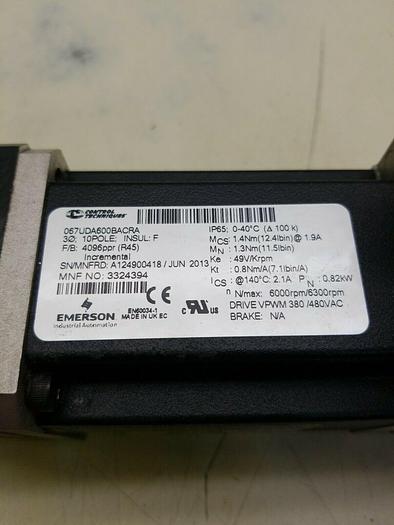 CONTROL
TECHNIQUES
067UDA600BACRA
3Ø; 10POLE; INSUL: F
F/B: 4096ppr (R45)
Incremental
SN/MNFRD: A124900418 / JUN 2013
MNF NO: 3324394
EMERSON
Industrial Automation
EN60034-1
MADE IN UK EC
CE
c UL US
IP65; 0-40°C (Δ 100 k)
MCS: 1.4Nm(12.4lbin)@ 1.9A
MN : 1.3Nm(11.5lbin)
Ke : 49V/Krpm
Kt : 0.8Nm/A(7.1lbin/A)
ICS : @140°C: 2.1A PN : 0.82kW
n N/max: 6000rpm/6300rpm
DRIVE VPWM 380 /480VAC
BRAKE: N/A